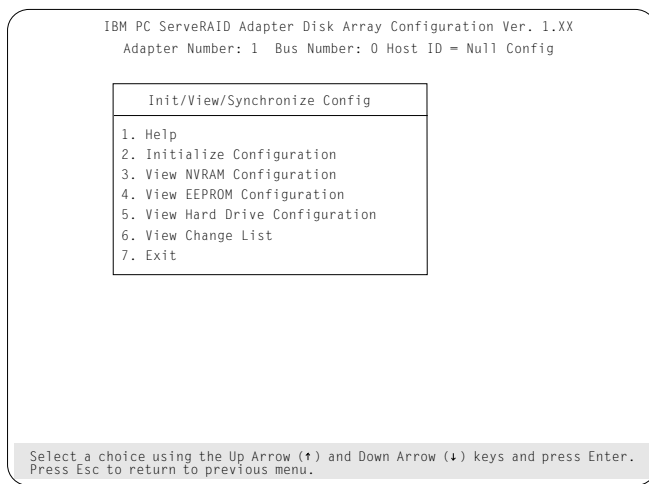 IBM PC ServeRAID Adapter Disk Array Configuration Ver. 1.XX
Adapter Number: 1 Bus Number: 0 Host ID = Null Config
Init/View/Synchronize Config
1. Help
2. Initialize Configuration
3. View NVRAM Configuration
4. View EEPROM Configuration
5. View Hard Drive Configuration
6. View Change List
7. Exit
Select a choice using the Up Arrow (↑) and Down Arrow (↓) keys and press Enter.
Press Esc to return to previous menu.